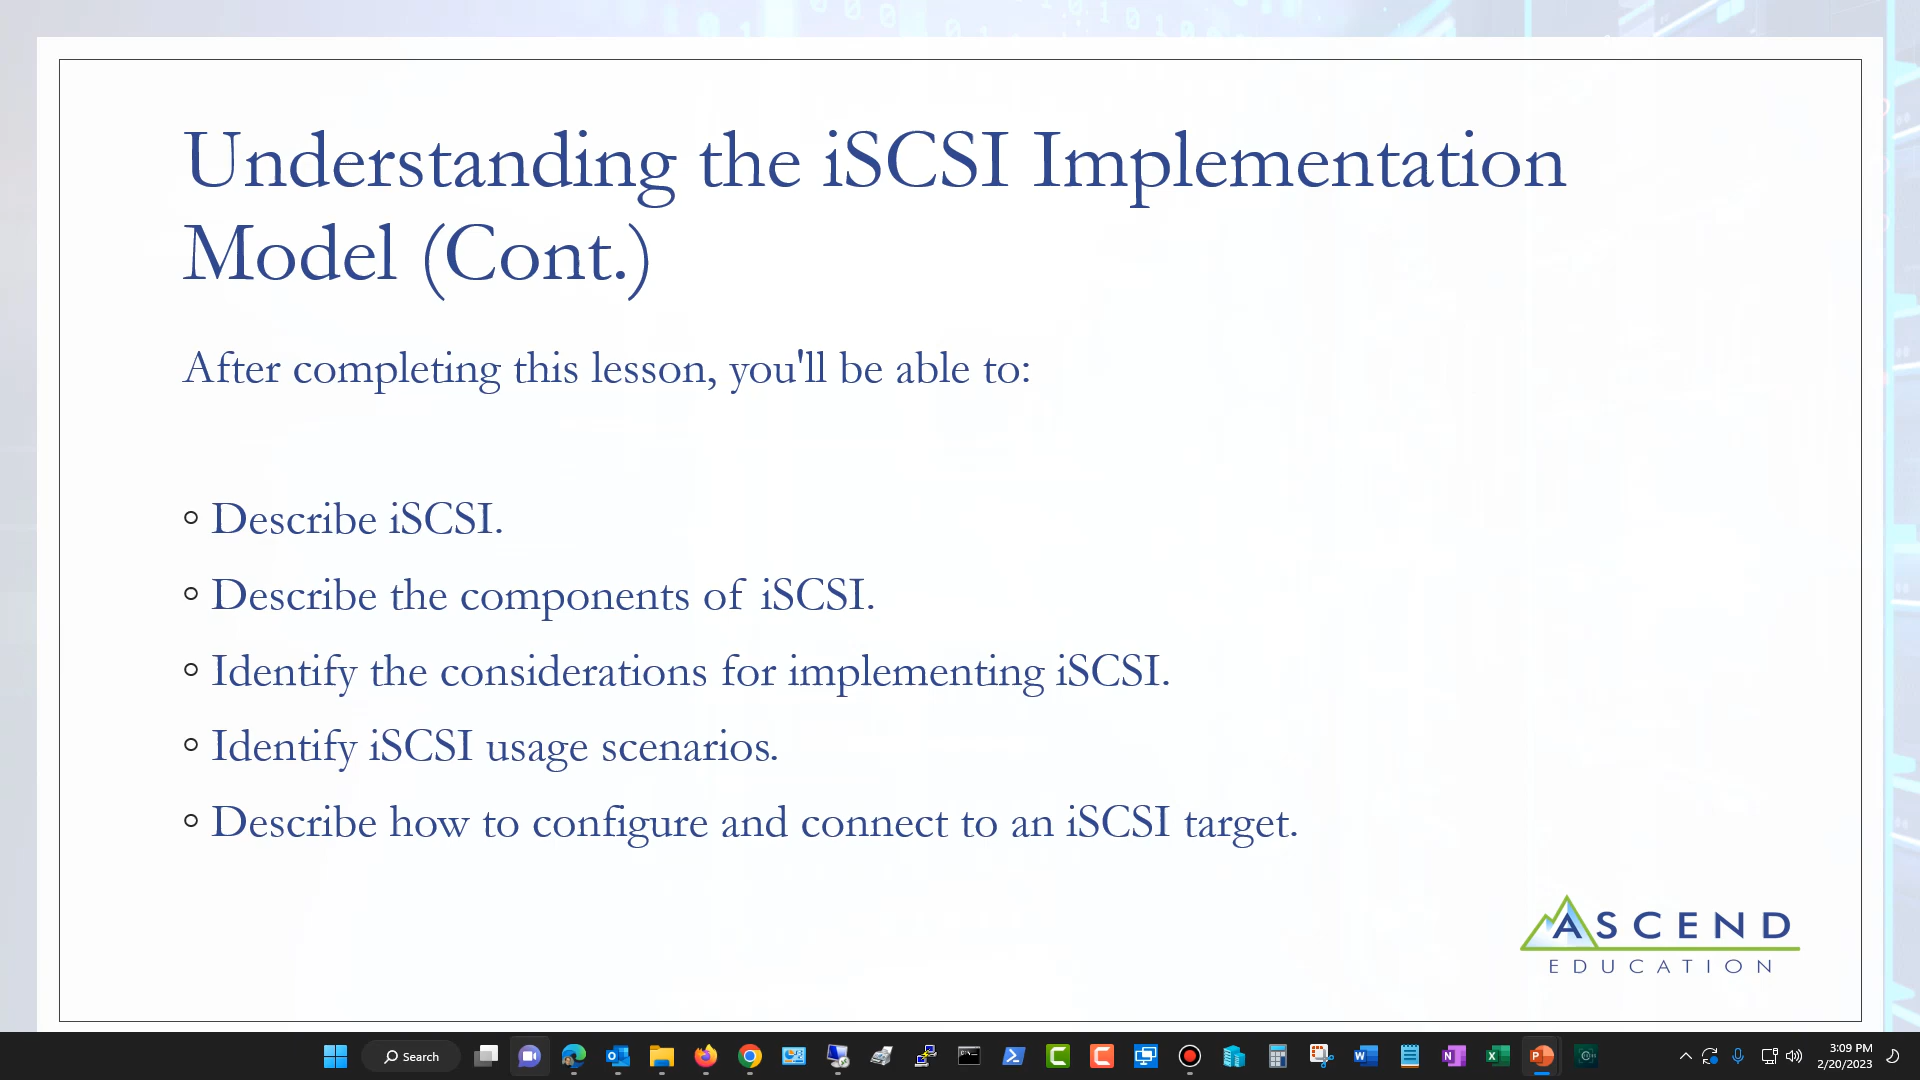 Understanding the iSCSI Implementation
Model (Cont.)
After completing this lesson, you'll be able to:
Describe iSCSI.
Describe the components of iSCSI.
Identify the considerations for implementing iSCSI.
Identify iSCSI usage scenarios.
Describe how to configure and connect to an iSCSI target.
ASCEND
EDUCATION
Search
3:09 PM
2/20/2023